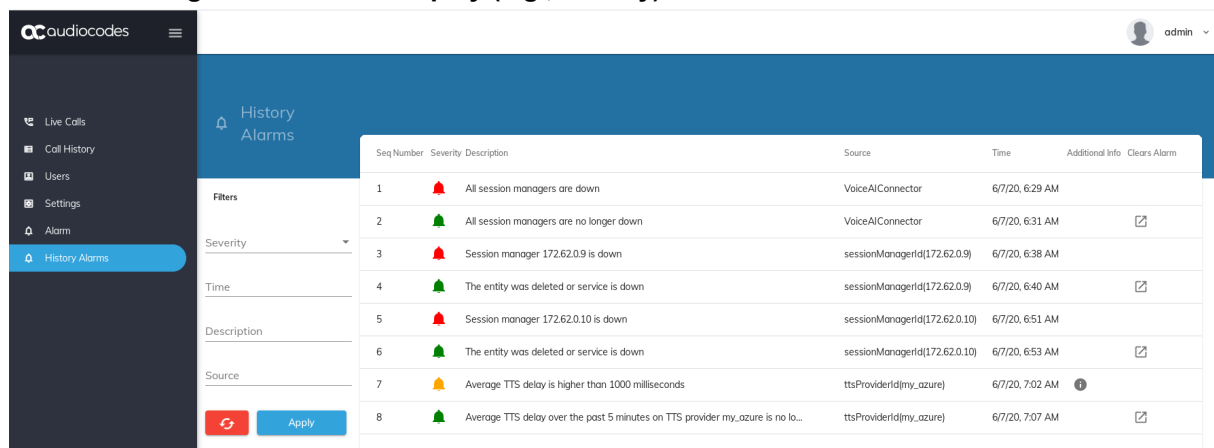 audiocodes
admin
Live Calls
Call History
Users
Settings
Alarm
History Alarms
History
Alarms
Filters
Severity
Time
Description
Source
Apply
Seq Number Severity Description Source Time Additional Info Clears Alarm
1 All session managers are down VoiceAIConnector 6/7/20, 6:29 AM
2 All session managers are no longer down VoiceAIConnector 6/7/20, 6:31 AM
3 Session manager 172.62.0.9 is down sessionManagerId(172.62.0.9) 6/7/20, 6:38 AM
4 The entity was deleted or service is down sessionManagerId(172.62.0.9) 6/7/20, 6:40 AM
5 Session manager 172.62.0.10 is down sessionManagerId(172.62.0.10) 6/7/20, 6:51 AM
6 The entity was deleted or service is down sessionManagerId(172.62.0.10) 6/7/20, 6:53 AM
7 Average TTS delay is higher than 1000 milliseconds ttsProviderId(my_azure) 6/7/20, 7:02 AM
8 Average TTS delay over the past 5 minutes on TTS provider my_azure is no lo... ttsProviderId(my_azure) 6/7/20, 7:07 AM